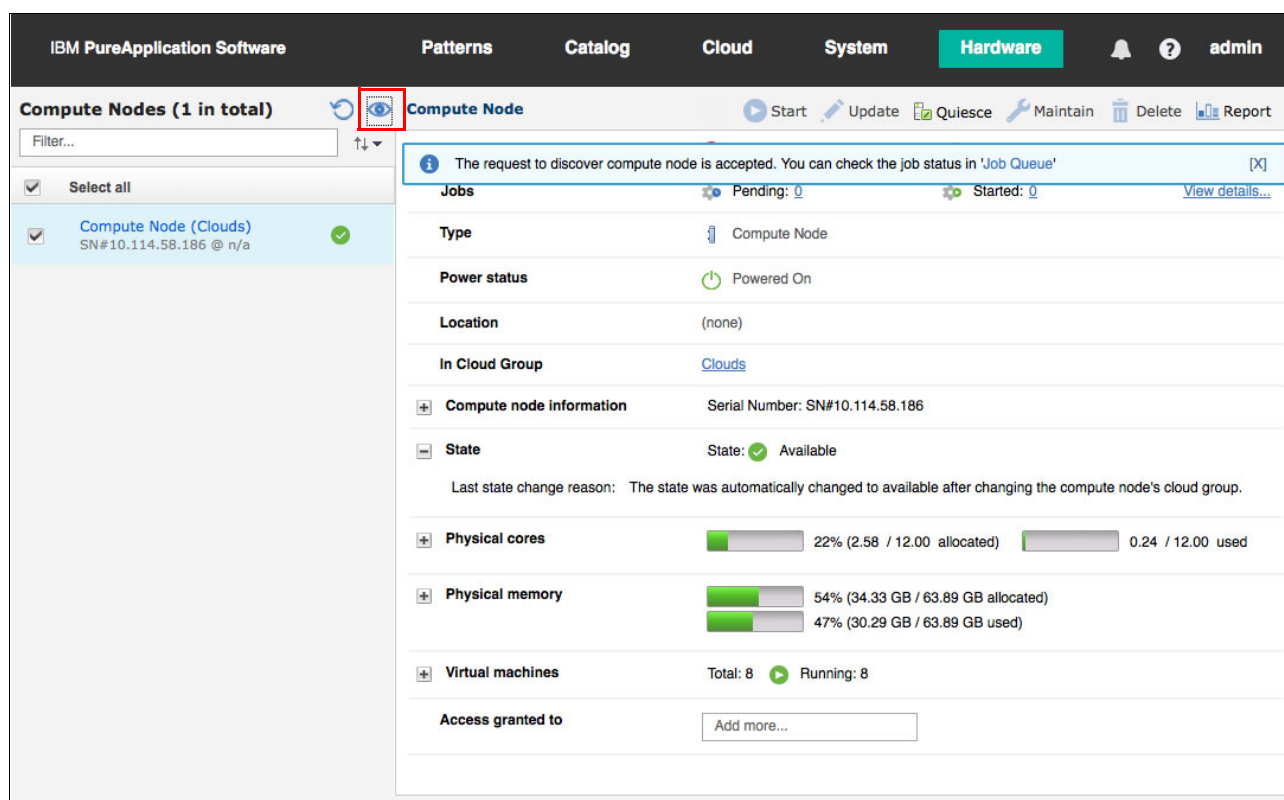 IBM PureApplication Software Patterns Catalog Cloud System Hardware admin
Compute Nodes (1 in total)
Filter...
Select all
Compute Node (Clouds)
SN#10.114.58.186 @ n/a
Compute Node Start Update Quiesce Maintain Delete Report
The request to discover compute node is accepted. You can check the job status in 'Job Queue' [X]
Jobs Pending: 0 Started: 0 View details...
Type Compute Node
Power status Powered On
Location (none)
In Cloud Group Clouds
Compute node information Serial Number: SN#10.114.58.186
State State: Available
Last state change reason: The state was automatically changed to available after changing the compute node's cloud group.
Physical cores 22% (2.58 / 12.00 allocated) 0.24 / 12.00 used
Physical memory 54% (34.33 GB / 63.89 GB allocated)
47% (30.29 GB / 63.89 GB used)
Virtual machines Total: 8 Running: 8
Access granted to Add more...